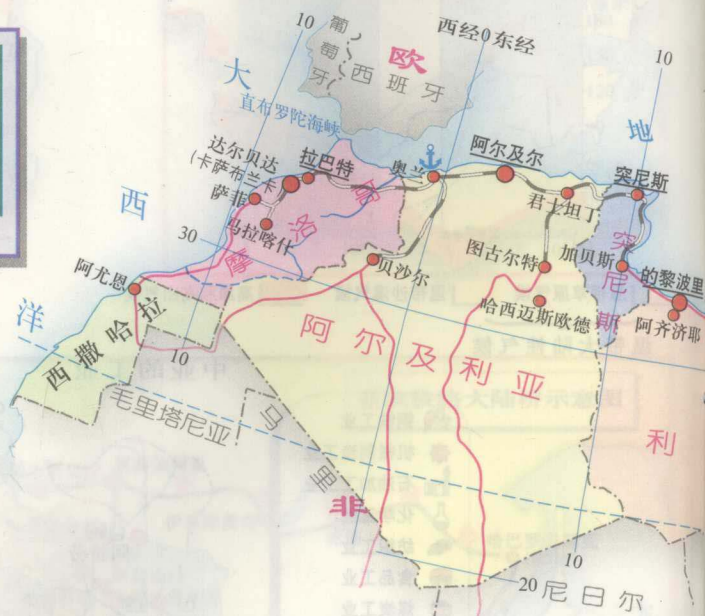 10
西经0东经
10
葡萄牙
西班牙
欧
大
西
洋
地
直布罗陀海峡
达尔贝达
(卡萨布兰卡
拉巴特
奥兰
阿尔及尔
突尼斯
萨菲
马拉喀什
君士坦丁
摩洛哥
30
图古尔特
加贝斯
突尼斯
的黎波里
阿尤恩
贝沙尔
哈西迈斯欧德
阿齐济耶
西撒哈拉
10
阿尔及利亚
毛里塔尼亚
马里
利
非
10
20
尼日尔